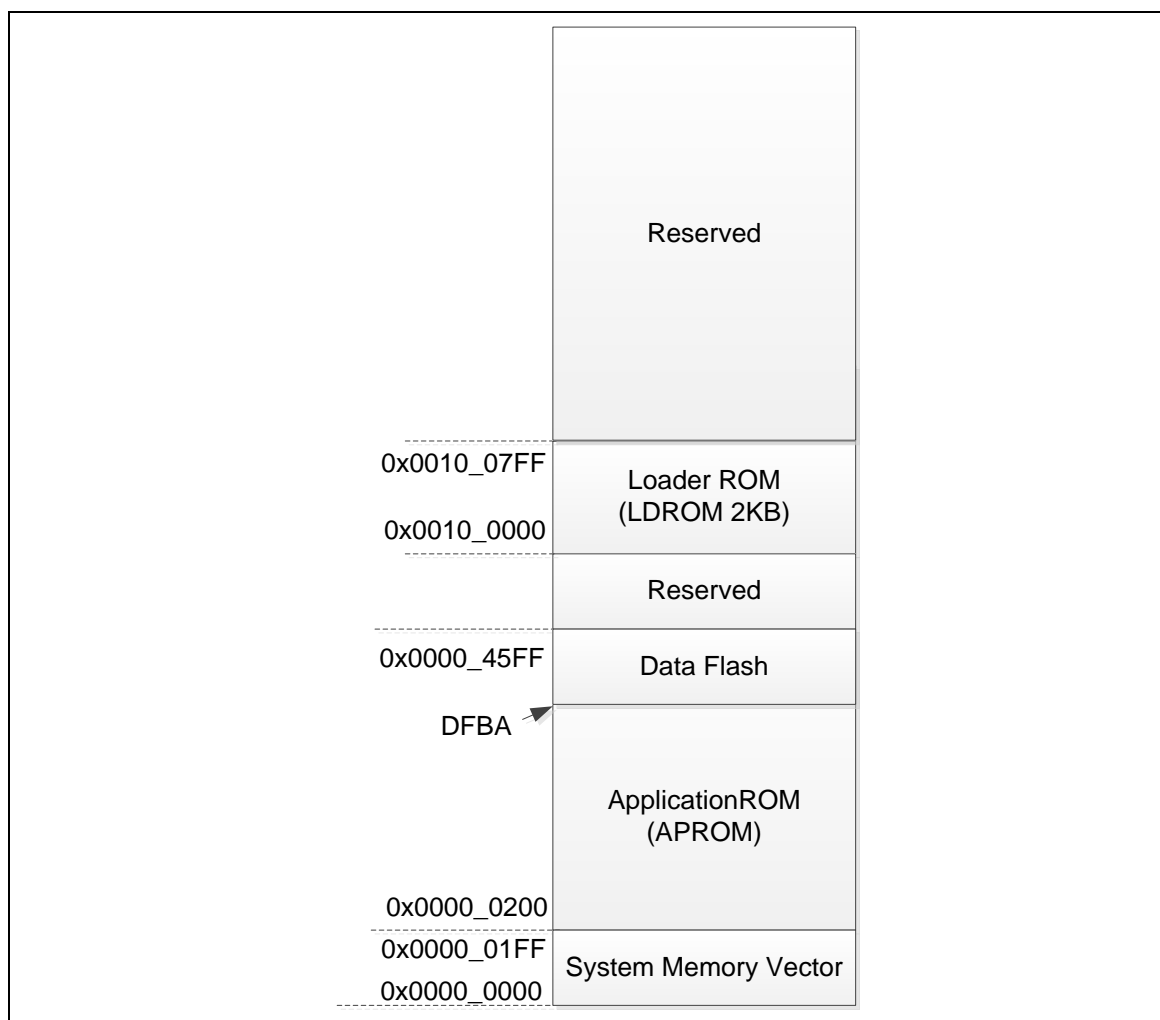 Reserved
0x0010_07FF
Loader ROM
(LDROM 2KB)
0x0010_0000
Reserved
0x0000_45FF
Data Flash
DFBA
ApplicationROM
(APROM)
0x0000_0200
0x0000_01FF
System Memory Vector
0x0000_0000